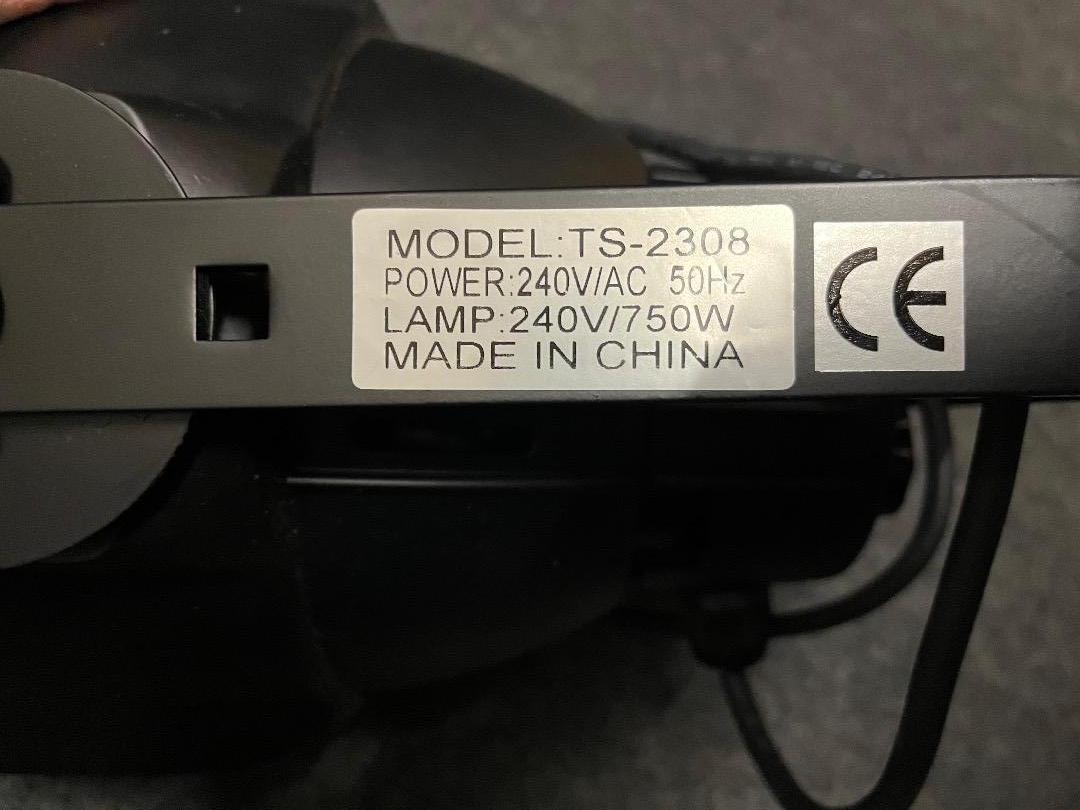 MODEL:TS-2308
POWER:240V/AC 50Hz
LAMP:240V/750W
MADE IN CHINA
CE